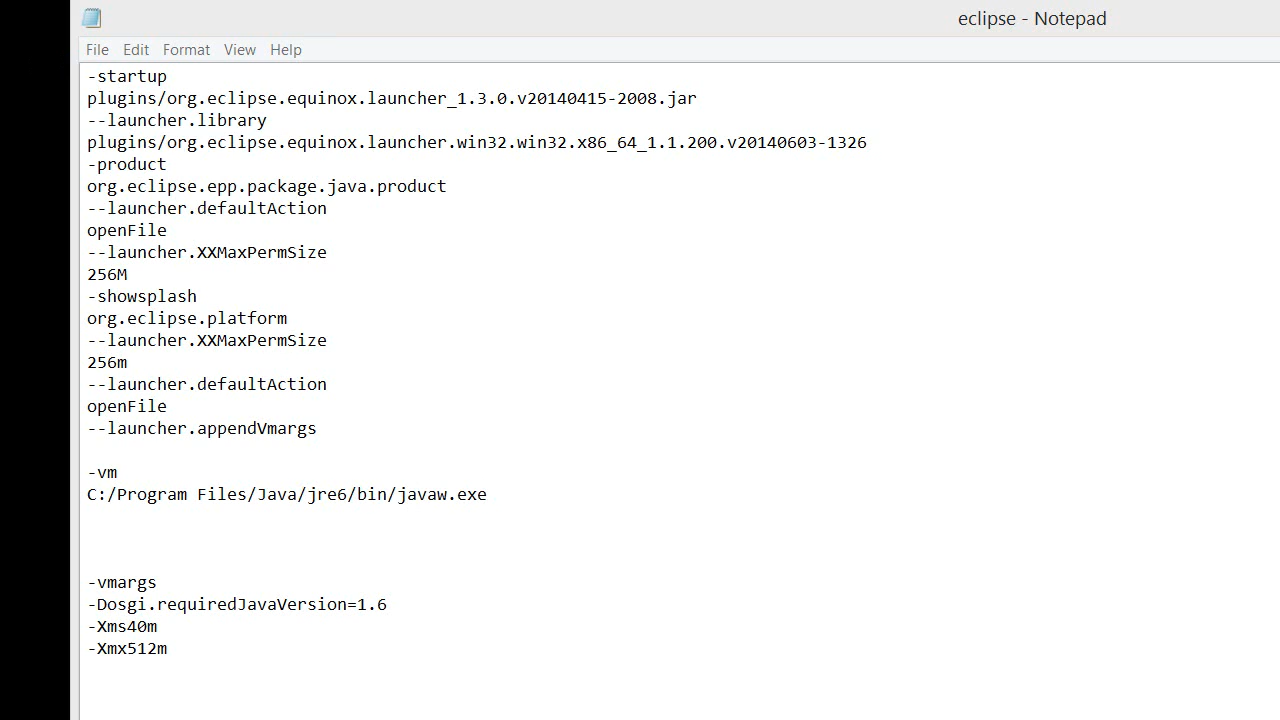 eclipse - Notepad
File Edit Format View Help
-startup
plugins/org.eclipse.equinox.launcher_1.3.0.v20140415-2008.jar
--launcher.library
plugins/org.eclipse.equinox.launcher.win32.win32.x86_64_1.1.200.v20140603-1326
-product
org.eclipse.epp.package.java.product
--launcher.defaultAction
openFile
--launcher.XXMaxPermSize
256M
-showsplash
org.eclipse.platform
--launcher.XXMaxPermSize
256m
--launcher.defaultAction
openFile
--launcher.appendVmargs
-vm
C:/Program Files/Java/jre6/bin/javaw.exe
-vmargs
-Dosgi.requiredJavaVersion=1.6
-Xms40m
-Xmx512m